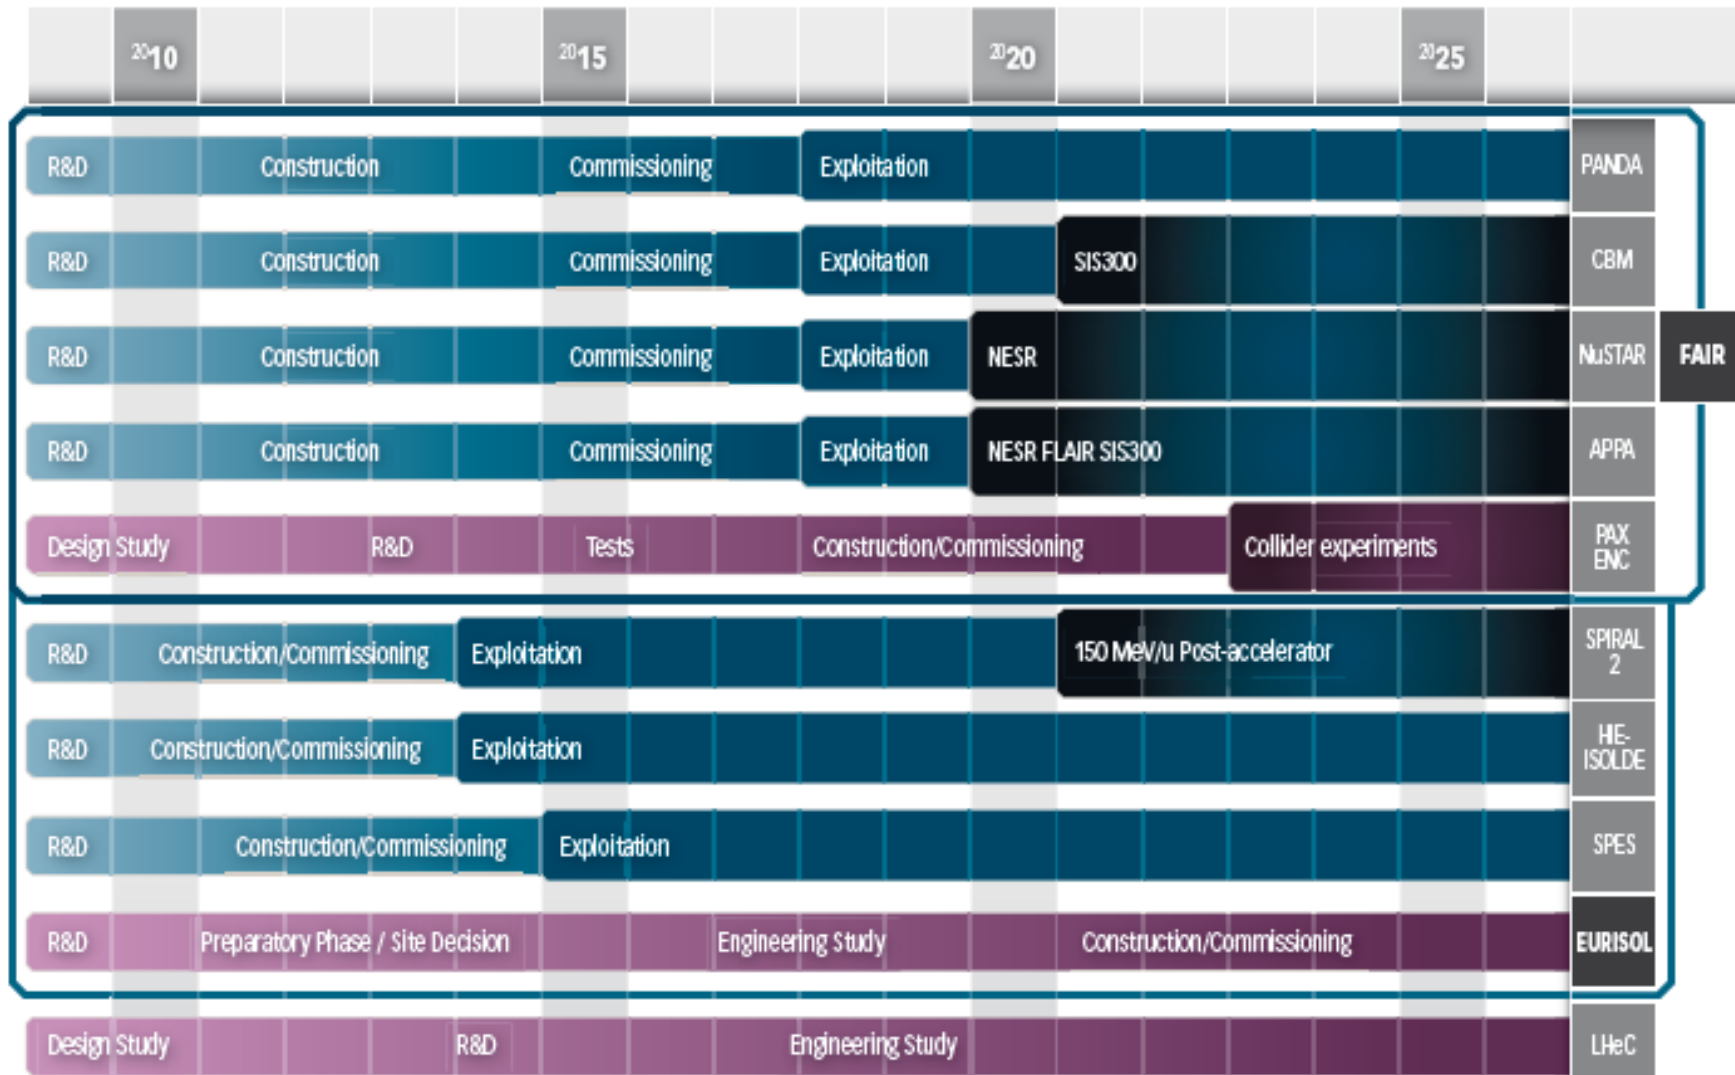 2010 2015 2020 2025
R&D Construction Commissioning Exploitation PANDA
R&D Construction Commissioning Exploitation SIS300 CBM
R&D Construction Commissioning Exploitation NESR NuSTAR FAIR
R&D Construction Commissioning Exploitation NESR FLAIR SIS300 APPA
Design Study R&D Tests Construction/Commissioning Collider experiments PAX
ENC
R&D Construction/Commissioning Exploitation 150 MeV/u Post-accelerator SPIRAL
2
R&D Construction/Commissioning Exploitation HIE-
ISOLDE
R&D Construction/Commissioning Exploitation SPES
R&D Preparatory Phase / Site Decision Engineering Study Construction/Commissioning EURISOL
Design Study R&D Engineering Study LHeC